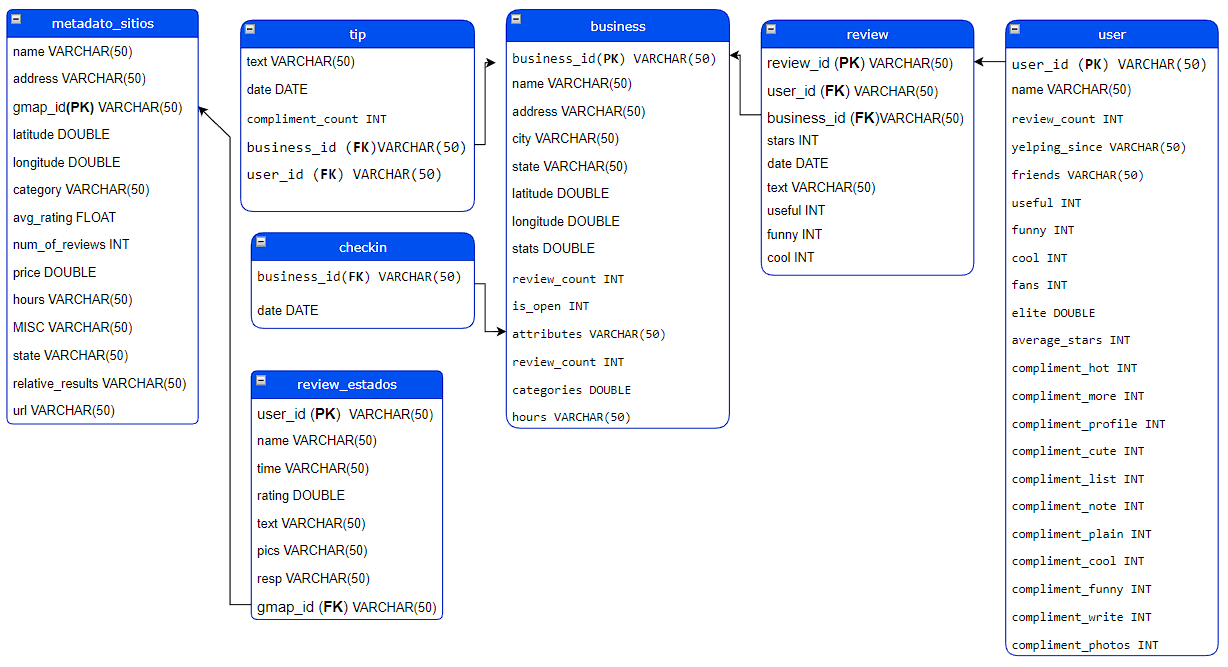 metadato_sitios
name VARCHAR(50)
address VARCHAR(50)
gmap_id(PK) VARCHAR(50)
latitude DOUBLE
longitude DOUBLE
category VARCHAR(50)
avg_rating FLOAT
num_of_reviews INT
price DOUBLE
hours VARCHAR(50)
MISC VARCHAR(50)
state VARCHAR(50)
relative_results VARCHAR(50)
url VARCHAR(50)
tip
text VARCHAR(50)
date DATE
compliment_count INT
business_id (FK)VARCHAR(50)
user_id (FK) VARCHAR(50)
checkin
business_id(FK) VARCHAR(50)
date DATE
review_estados
user_id (PK) VARCHAR(50)
name VARCHAR(50)
time VARCHAR(50)
rating DOUBLE
text VARCHAR(50)
pics VARCHAR(50)
resp VARCHAR(50)
gmap_id (FK) VARCHAR(50)
business
business_id(PK) VARCHAR(50)
name VARCHAR(50)
address VARCHAR(50)
city VARCHAR(50)
state VARCHAR(50)
latitude DOUBLE
longitude DOUBLE
stats DOUBLE
review_count INT
is_open INT
attributes VARCHAR(50)
review_count INT
categories DOUBLE
hours VARCHAR(50)
review
review_id (PK) VARCHAR(50)
user_id (FK) VARCHAR(50)
business_id (FK)VARCHAR(50)
stars INT
date DATE
text VARCHAR(50)
useful INT
funny INT
cool INT
user
user_id (PK) VARCHAR(50)
name VARCHAR(50)
review_count INT
yelping_since VARCHAR(50)
friends VARCHAR(50)
useful INT
funny INT
cool INT
fans INT
elite DOUBLE
average_stars INT
compliment_hot INT
compliment_more INT
compliment_profile INT
compliment_cute INT
compliment_list INT
compliment_note INT
compliment_plain INT
compliment_cool INT
compliment_funny INT
compliment_write INT
compliment_photos INT